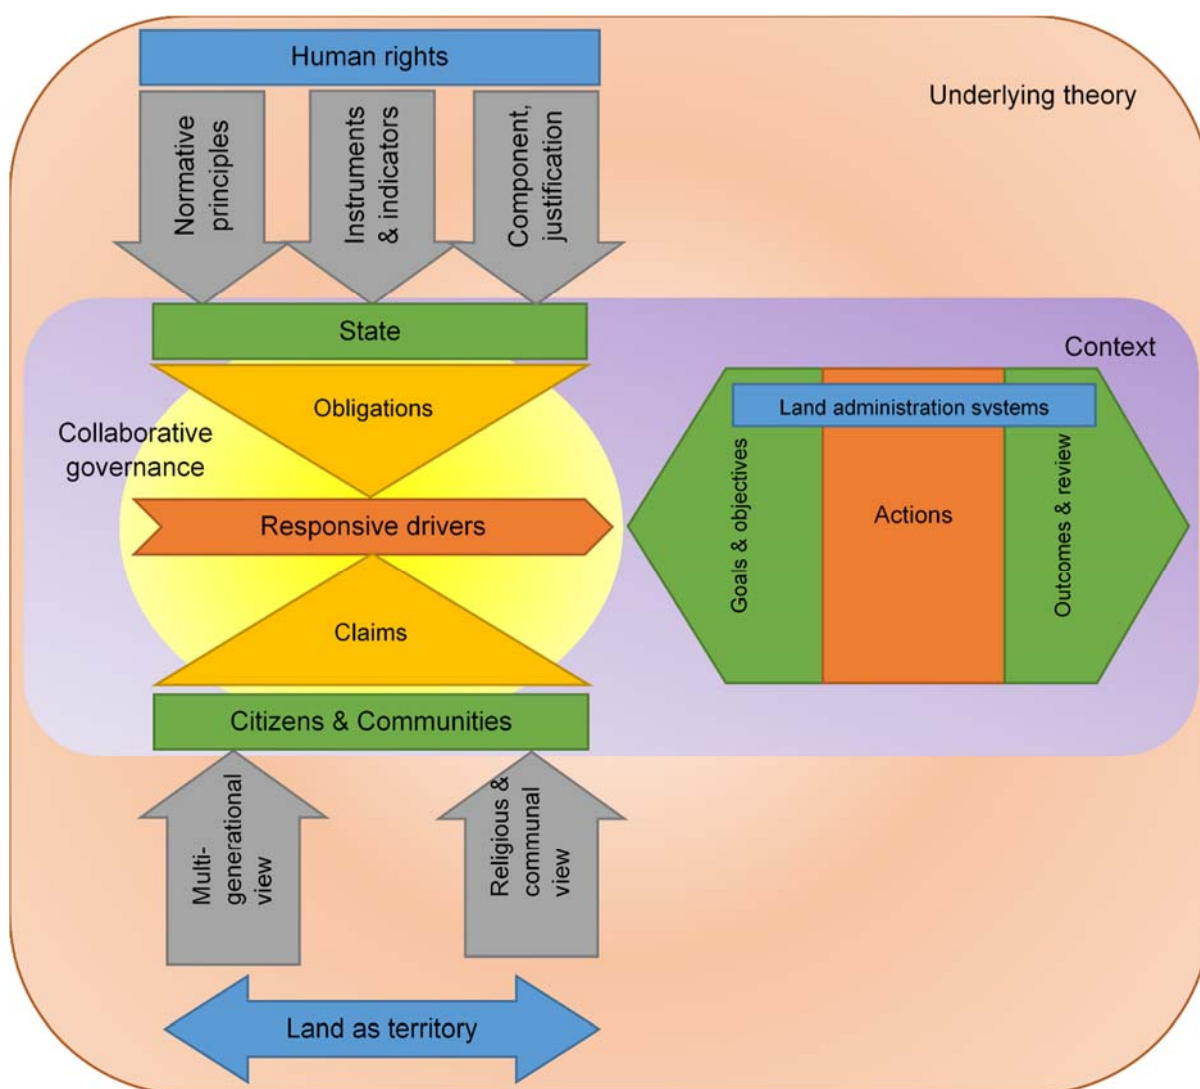 Human rights
Underlying theory
Normative
principles
Instruments
& indicators
Component,
justification
State
Context
Obligations
Land administration systems
Collaborative
governance
Responsive drivers
Goals & objectives
Actions
Outcomes & review
Claims
Citizens & Communities
Multi-
generational
view
Religious &
communal
view
Land as territory